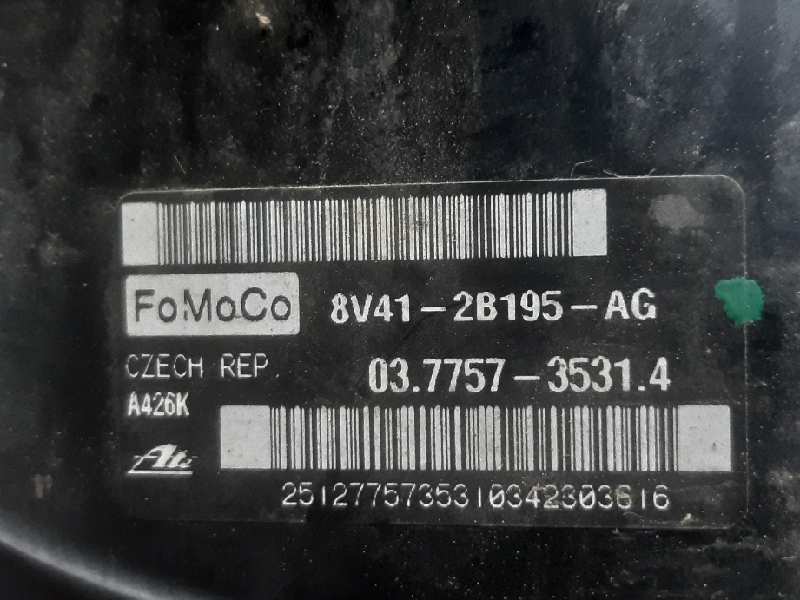 FoMoCo 8V41-2B195-AG
CZECH REP. 03.7757-3531.4
A426K
Ate
25127757353103423036​16